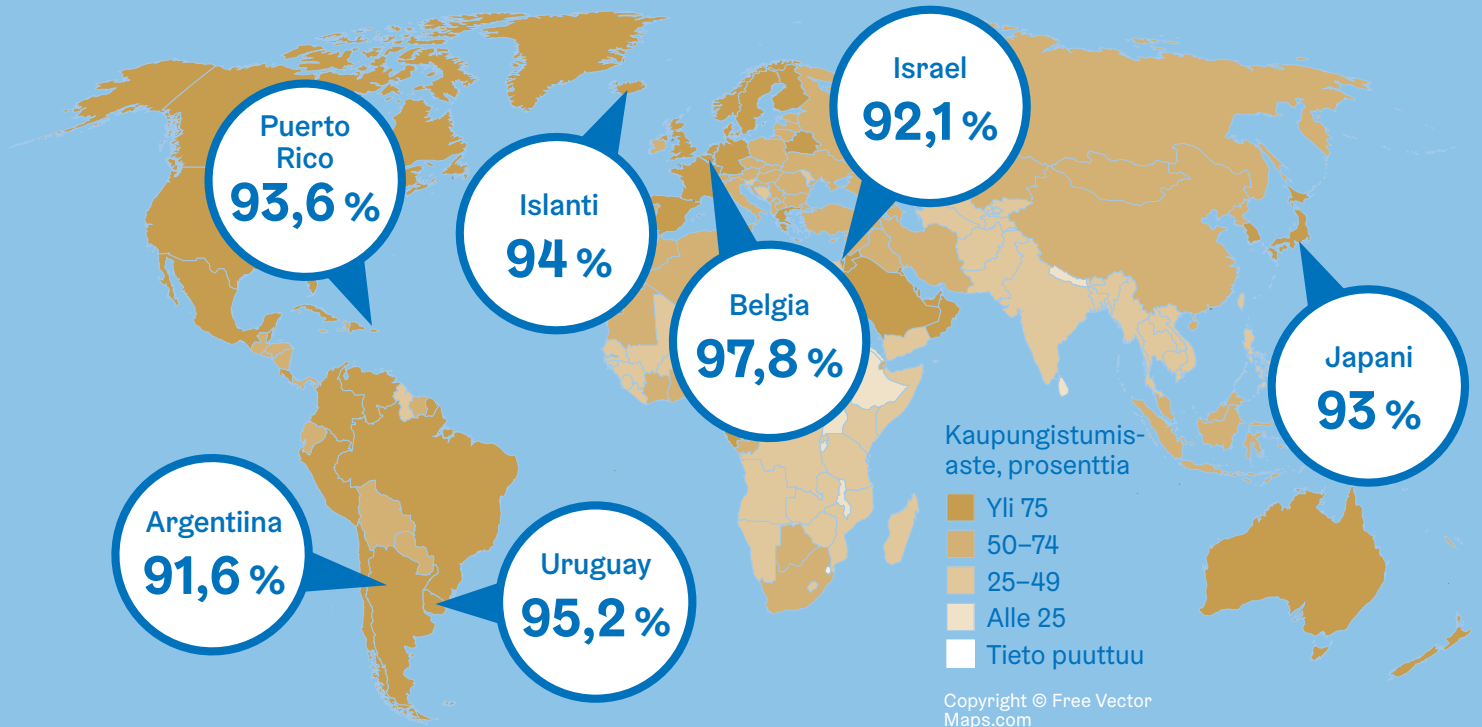 Puerto
Rico
93,6 %
Islanti
94 %
Israel
92,1 %
Belgia
97,8 %
Japani
93 %
Argentiina
91,6 %
Uruguay
95,2 %
Kaupungistumis-
aste, prosenttia
Yli 75
50–74
25–49
Alle 25
Tieto puuttuu
Copyright © Free Vector
Maps.com